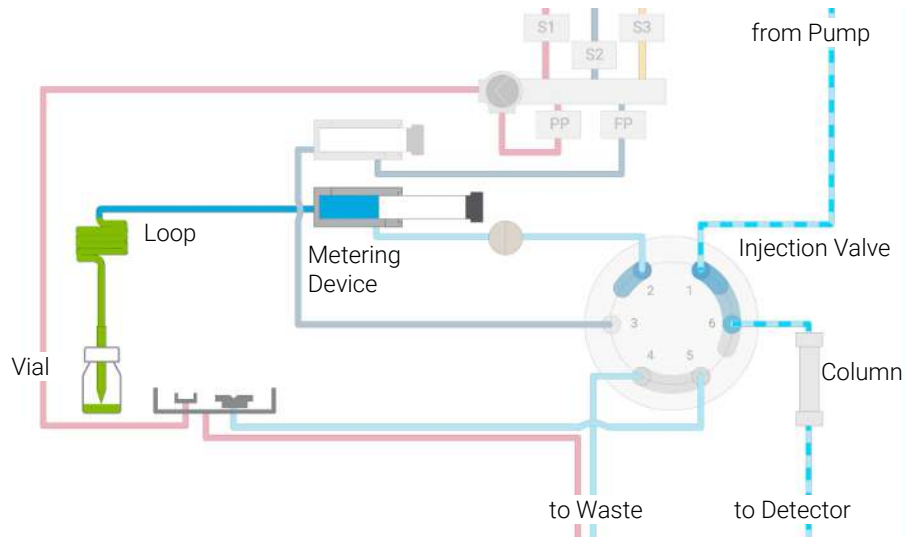 S1
S2
S3
from Pump
PP
FP
Loop
Metering
Device
Injection Valve
2
1
3
6
4
5
Vial
Column
to Waste
to Detector